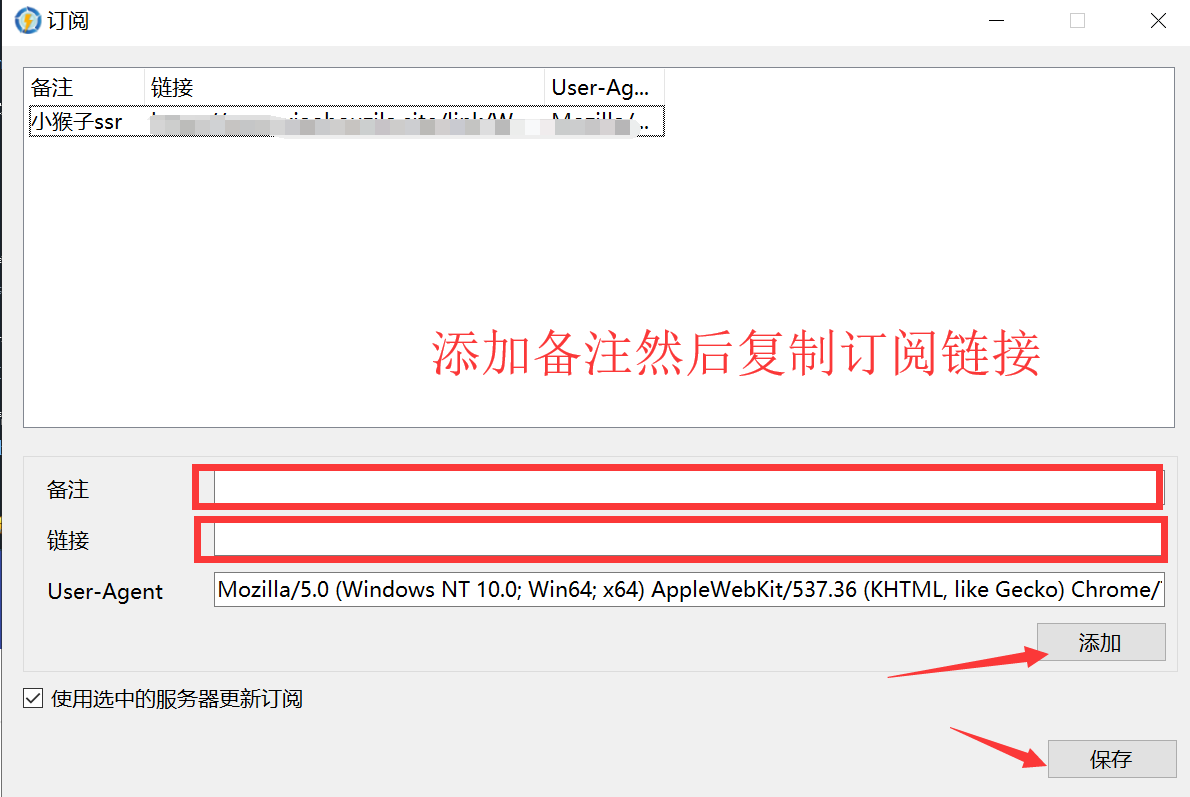 订阅
备注 链接 User-Ag...
小猴子ssr
添加备注然后复制订阅链接
备注
链接
User-Agent Mozilla/5.0 (Windows NT 10.0; Win64; x64) AppleWebKit/537.36 (KHTML, like Gecko) Chrome/
添加
使用选中的服务器更新订阅
保存